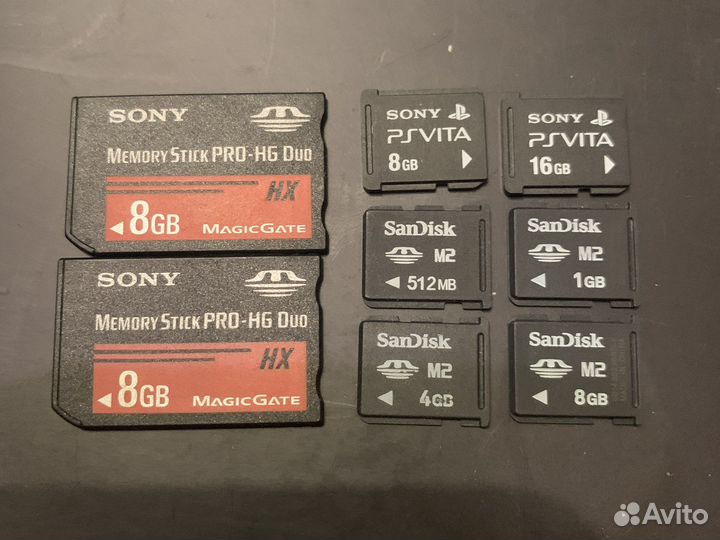 SONY
MEMORY STICK PRO-HG DUO
HX
8GB MAGICGATE
SONY
MEMORY STICK PRO-HG DUO
HX
8GB MAGICGATE
SONY
PSVITA
8GB
SONY
PSVITA
16GB
SanDisk
M2
512MB
SanDisk
M2
1GB
SanDisk
M2
4GB
SanDisk
M2
8GB
Avito